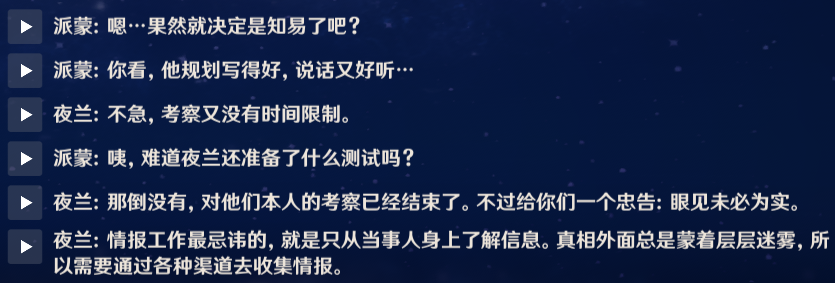 派蒙: 嗯…果然就决定是知易了吧?
派蒙: 你看, 他规划写得好, 说话又好听…
夜兰: 不急, 考察又没有时间限制。
派蒙: 咦, 难道夜兰还准备了什么测试吗?
夜兰: 那倒没有, 对他们本人的考察已经结束了。不过给你们一个忠告: 眼见未必为实。
夜兰: 情报工作最忌讳的, 就是只从当事人身上了解信息。真相外面总是蒙着层层迷雾, 所
以需要通过各种渠道去收集情报。